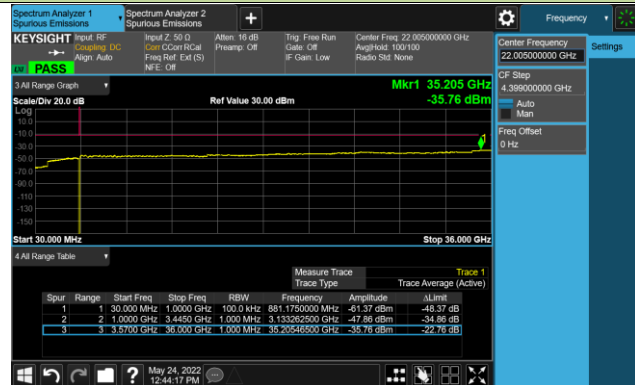 Spectrum Analyzer 1
Spurious Emissions
Spectrum Analyzer 2
Spurious Emissions
+
Frequency
KEYSIGHT
Input: RF
Coupling: DC
Align: Auto
Input Z: 50 Ω
Corr CCorr RCal
Freq Ref: Ext (S)
NFE: Off
Atten: 16 dB
Preamp: Off
Trig: Free Run
Gate: Off
IF Gain: Low
Center Freq: 22.005000000 GHz
Avg|Hold: 100/100
Radio Std: None
PASS
Center Frequency
22.005000000 GHz
Settings
CF Step
4.399000000 GHz
Auto
Man
Freq Offset
0 Hz
3 All Range Graph
Mkr1 35.205 GHz
-35.76 dBm
Scale/Div 20.0 dB
Ref Value 30.00 dBm
Log
10.0
-10.0
-30.0
-50.0
-70.0
-90.0
-110
-130
-150
1
Start 30.000 MHz
Stop 36.000 GHz
4 All Range Table
Measure Trace Trace 1
Trace Type Trace Average (Active)
Spur Range Start Freq Stop Freq RBW Frequency Amplitude ΔLimit
1 1 30.000 MHz 1.0000 GHz 100.0 kHz 881.1750000 MHz -61.37 dBm -48.37 dB
2 2 1.0000 GHz 3.4450 GHz 1.000 MHz 3.133262500 GHz -47.86 dBm -34.86 dB
3 3 3.5700 GHz 36.000 GHz 1.000 MHz 35.20546500 GHz -35.76 dBm -22.76 dB
?
May 24, 2022
12:44:17 PM